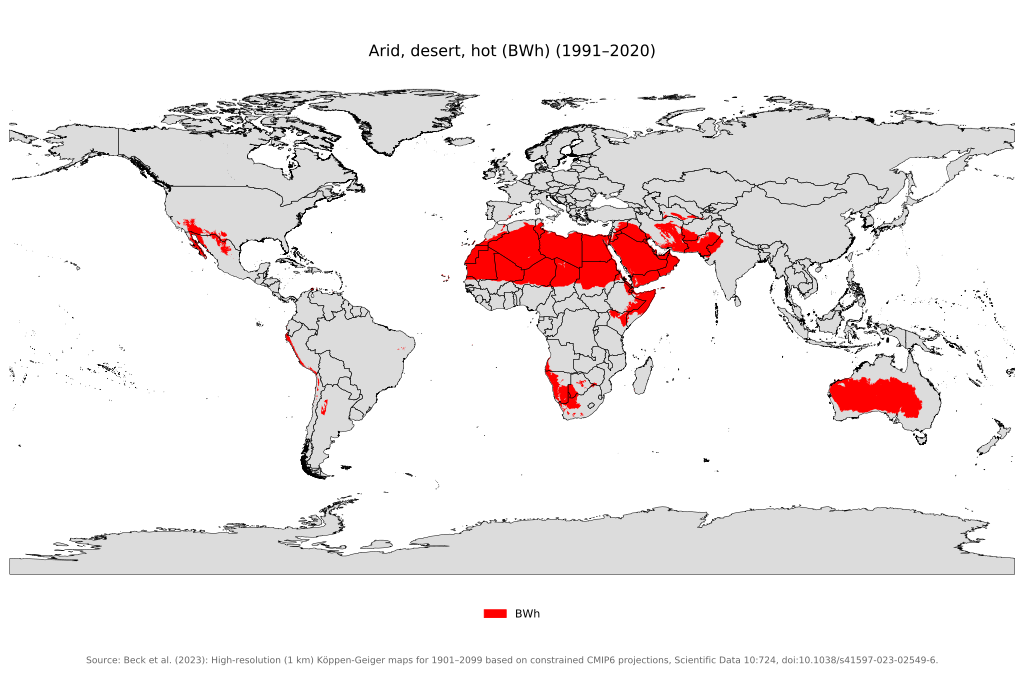 Arid, desert, hot (BWh) (1991–2020)
BWh
Source: Beck et al. (2023): High-resolution (1 km) Köppen-Geiger maps for 1901–2099 based on constrained CMIP6 projections, Scientific Data 10:724, doi:10.1038/s41597-023-02549-6.